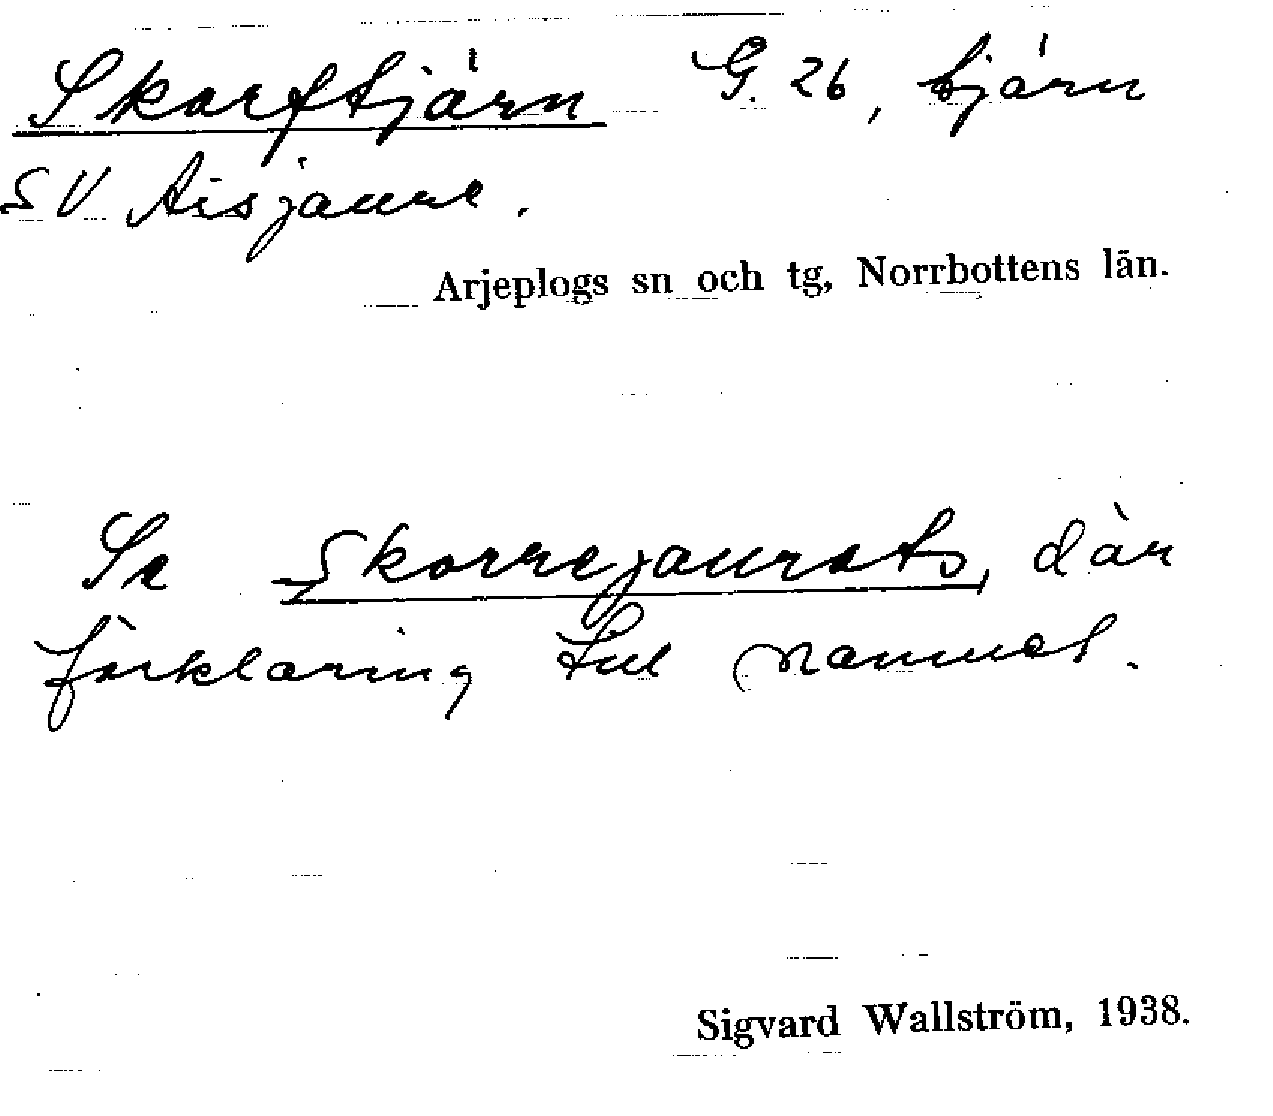 Skarftjärn G. 26, tjärn
SV Aisjaure.
Arjeplogs sn och tg, Norrbottens län.
Se Skorrejauratj, där
förklaring till namnet.
Sigvard Wallström, 1938.